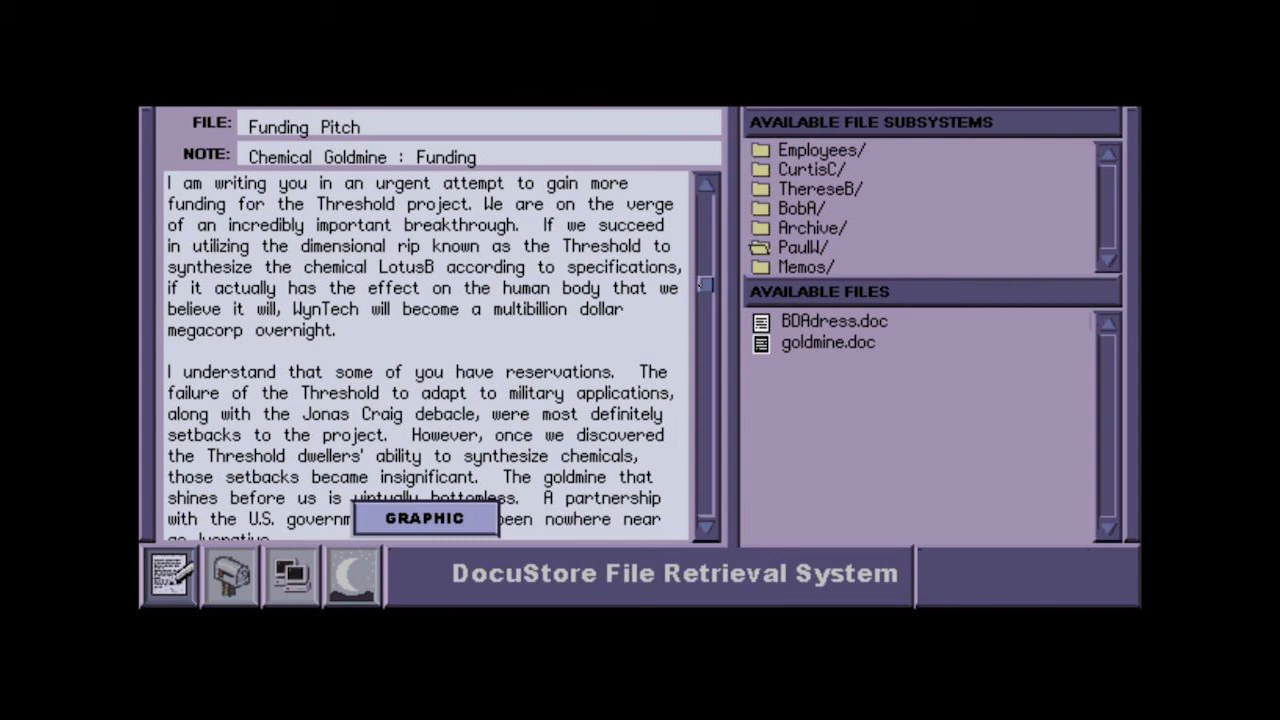 FILE: Funding Pitch
NOTE: Chemical Goldmine : Funding
I am writing you in an urgent attempt to gain more
funding for the Threshold project. We are on the verge
of an incredibly important breakthrough. If we succeed
in utilizing the dimensional rip known as the Threshold to
synthesize the chemical LotusB according to specifications,
if it actually has the effect on the human body that we
believe it will, WynTech will become a multibillion dollar
megacorp overnight.
I understand that some of you have reservations. The
failure of the Threshold to adapt to military applications,
along with the Jonas Craig debacle, were most definitely
setbacks to the project. However, once we discovered
the Threshold dwellers' ability to synthesize chemicals,
those setbacks became insignificant. The goldmine that
shines before us is virtually bottomless. A partnership
with the U.S. been nowhere near
GRAPHIC
AVAILABLE FILE SUBSYSTEMS
Employees/
CurtisC/
ThereseB/
BobA/
Archive/
PaulW/
Memos/
AVAILABLE FILES
BDAdress.doc
goldmine.doc
DocuStore File Retrieval System